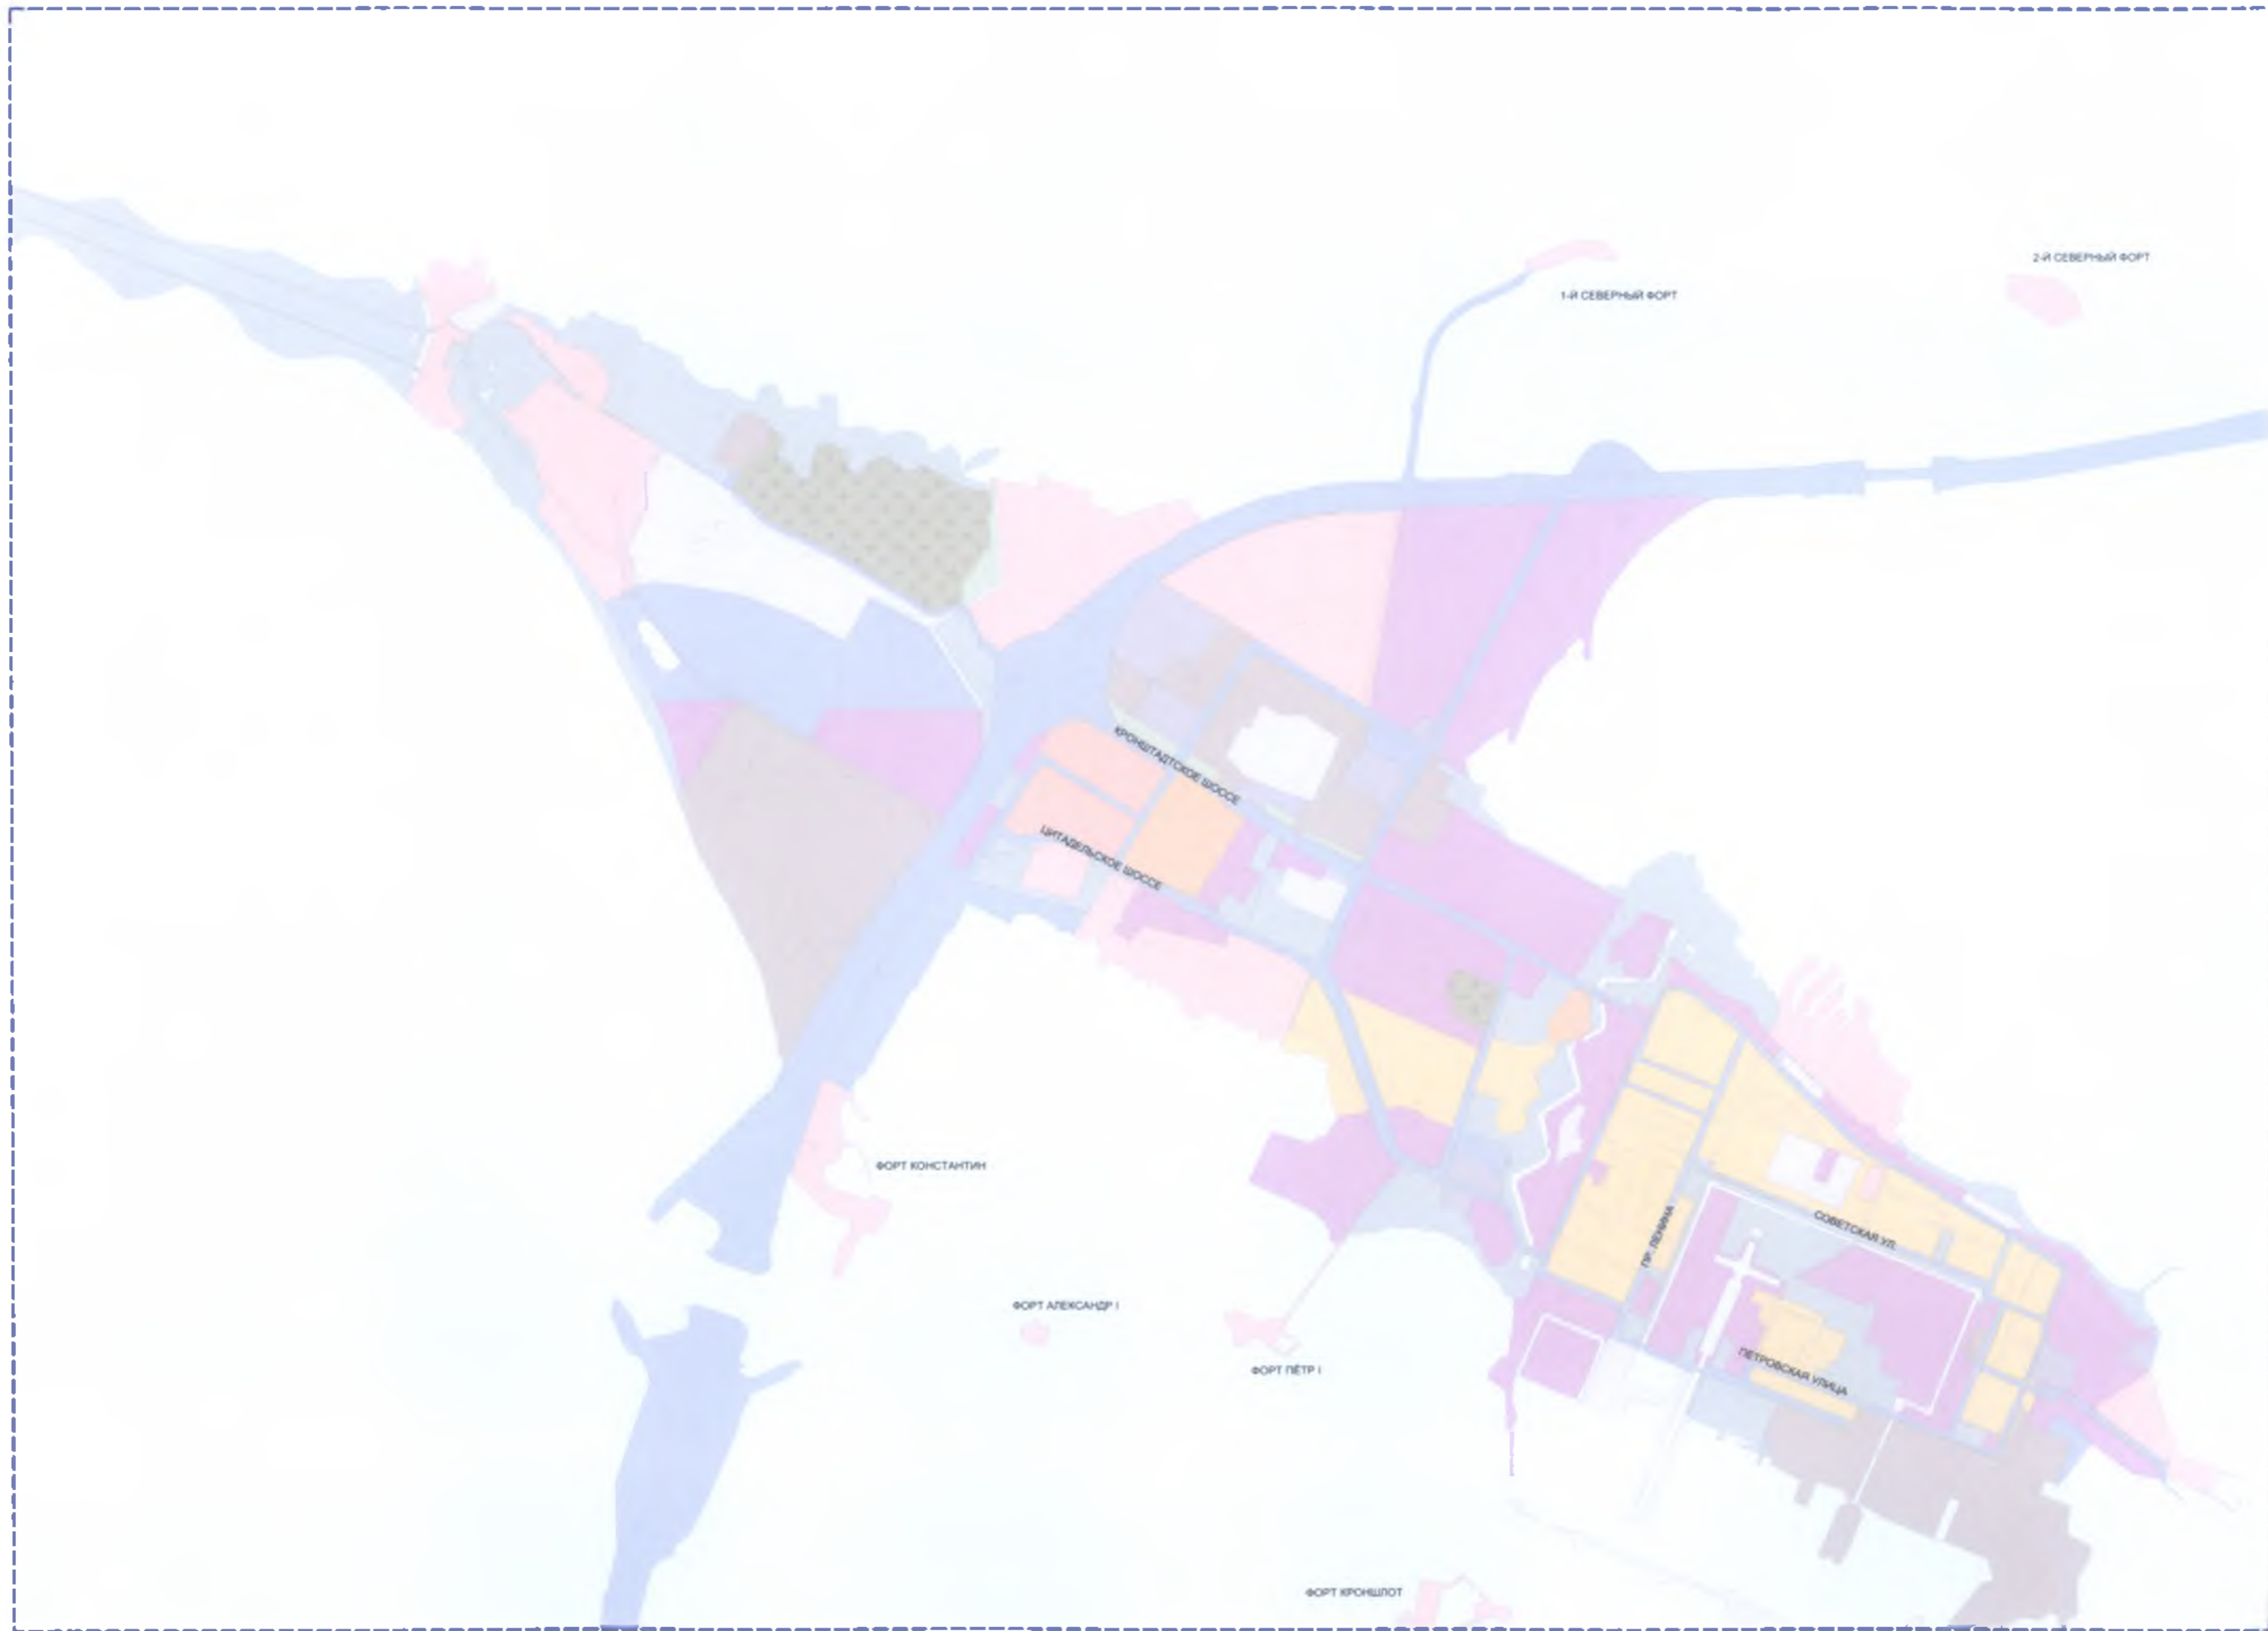 2-Й СЕВЕРНЫЙ ФОРТ
1-Й СЕВЕРНЫЙ ФОРТ
КРОНШТАДТСКОЕ ШОССЕ
ЦИТАДЕЛЬСКОЕ ШОССЕ
ФОРТ КОНСТАНТИН
ПР. ЛЕНИНА
СОВЕТСКАЯ УЛ.
ФОРТ АЛЕКСАНДР I
ФОРТ ПЁТР I
ПЕТРОВСКАЯ УЛИЦА
ФОРТ КРОНШЛОТ